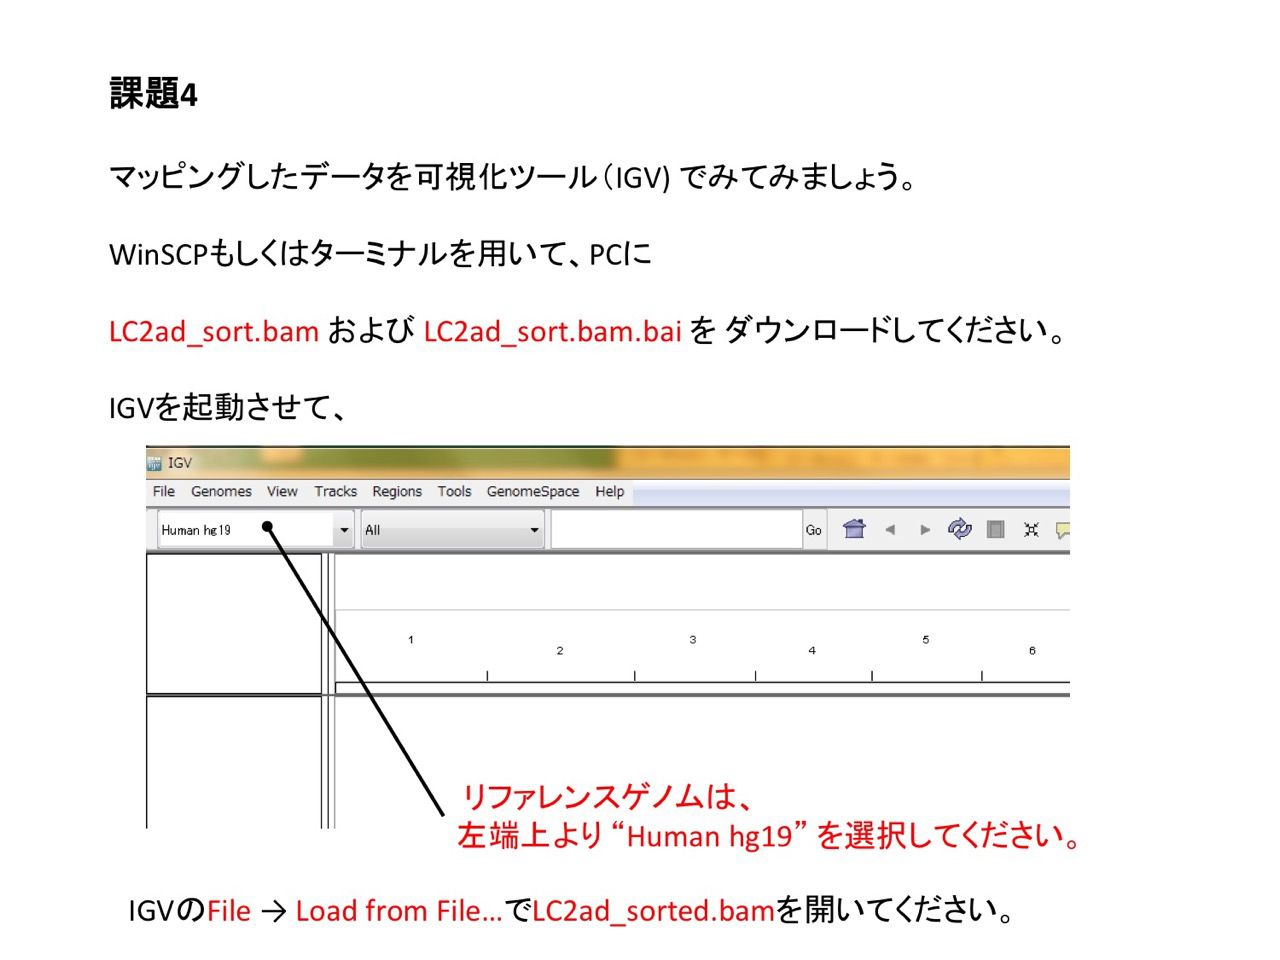 課題4
マッピングしたデータを可視化ツール（IGV) でみてみましょう。
WinSCPもしくはターミナルを用いて、PCに
LC2ad_sort.bam および LC2ad_sort.bam.bai を ダウンロードしてください。
IGVを起動させて、
IGV
File Genomes View Tracks Regions Tools GenomeSpace Help
Human hg19 All Go
1 2 3 4 5 6
リファレンスゲノムは、
左端上より “Human hg19” を選択してください。
IGVのFile → Load from File…でLC2ad_sorted.bamを開いてください。